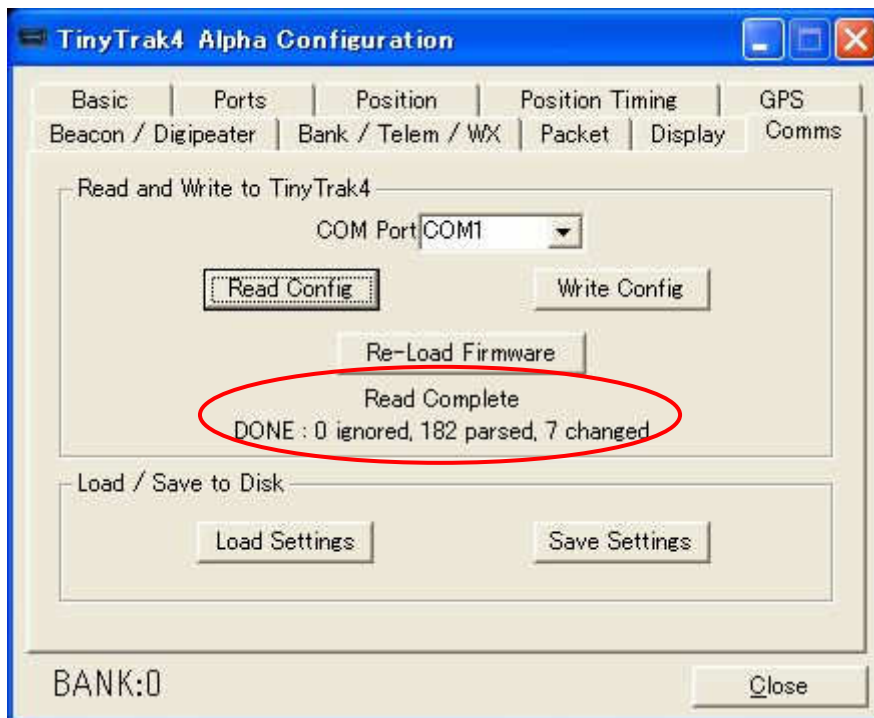 TinyTrak4 Alpha Configuration
Basic Ports Position Position Timing GPS
Beacon / Digipeater Bank / Telem / WX Packet Display Comms
Read and Write to TinyTrak4
COM Port COM1
Read Config Write Config
Re-Load Firmware
Read Complete
DONE : 0 ignored, 182 parsed, 7 changed
Load / Save to Disk
Load Settings Save Settings
BANK:0 Close